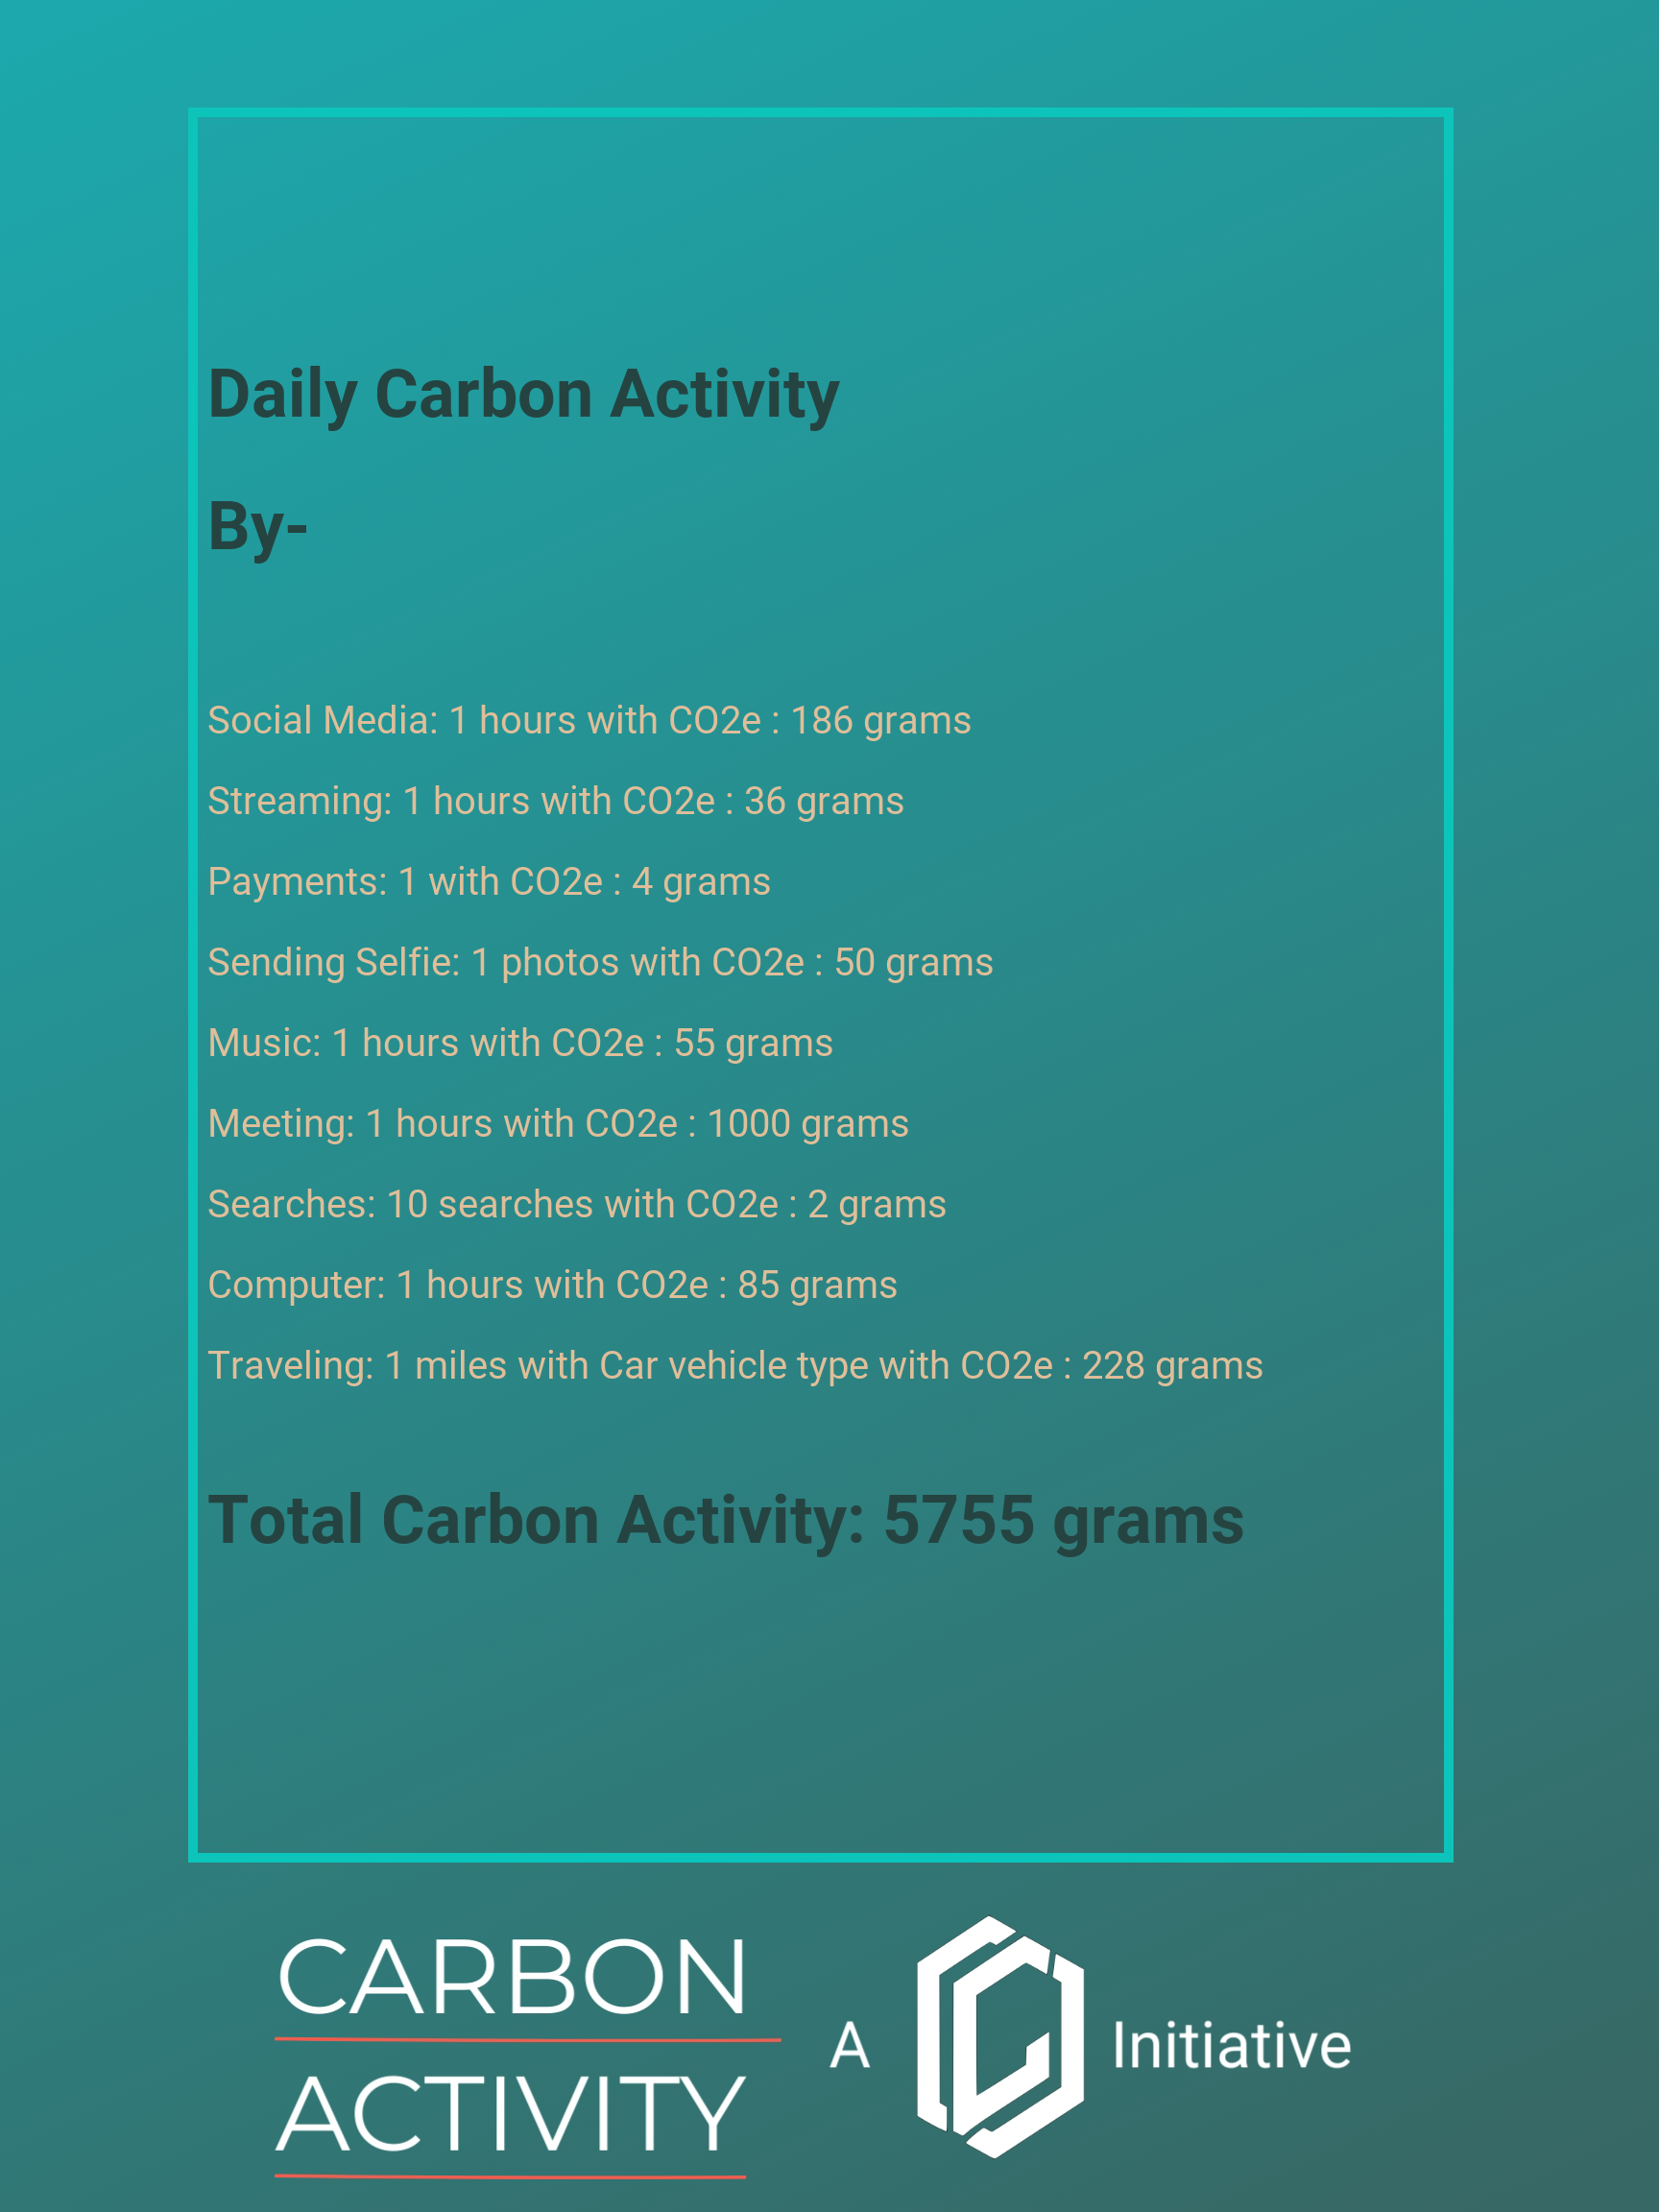 Daily Carbon Activity
By-
Social Media: 1 hours with CO2e : 186 grams
Streaming: 1 hours with CO2e : 36 grams
Payments: 1 with CO2e : 4 grams
Sending Selfie: 1 photos with CO2e : 50 grams
Music: 1 hours with CO2e : 55 grams
Meeting: 1 hours with CO2e : 1000 grams
Searches: 10 searches with CO2e : 2 grams
Computer: 1 hours with CO2e : 85 grams
Traveling: 1 miles with Car vehicle type with CO2e : 228 grams
Total Carbon Activity: 5755 grams
CARBON
ACTIVITY
A Initiative